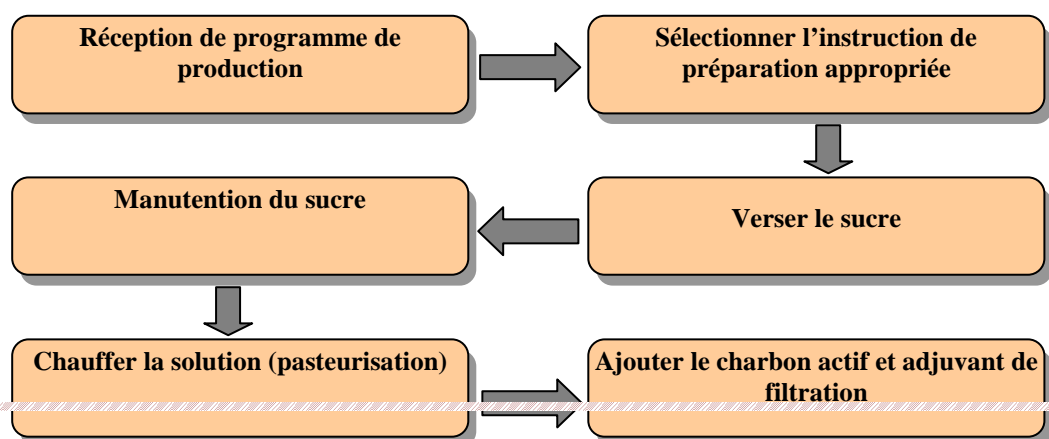 Réception de programme de
production
Sélectionner l’instruction de
préparation appropriée
Verser le sucre
Manutention du sucre
Chauffer la solution (pasteurisation)
Ajouter le charbon actif et adjuvant de
filtration